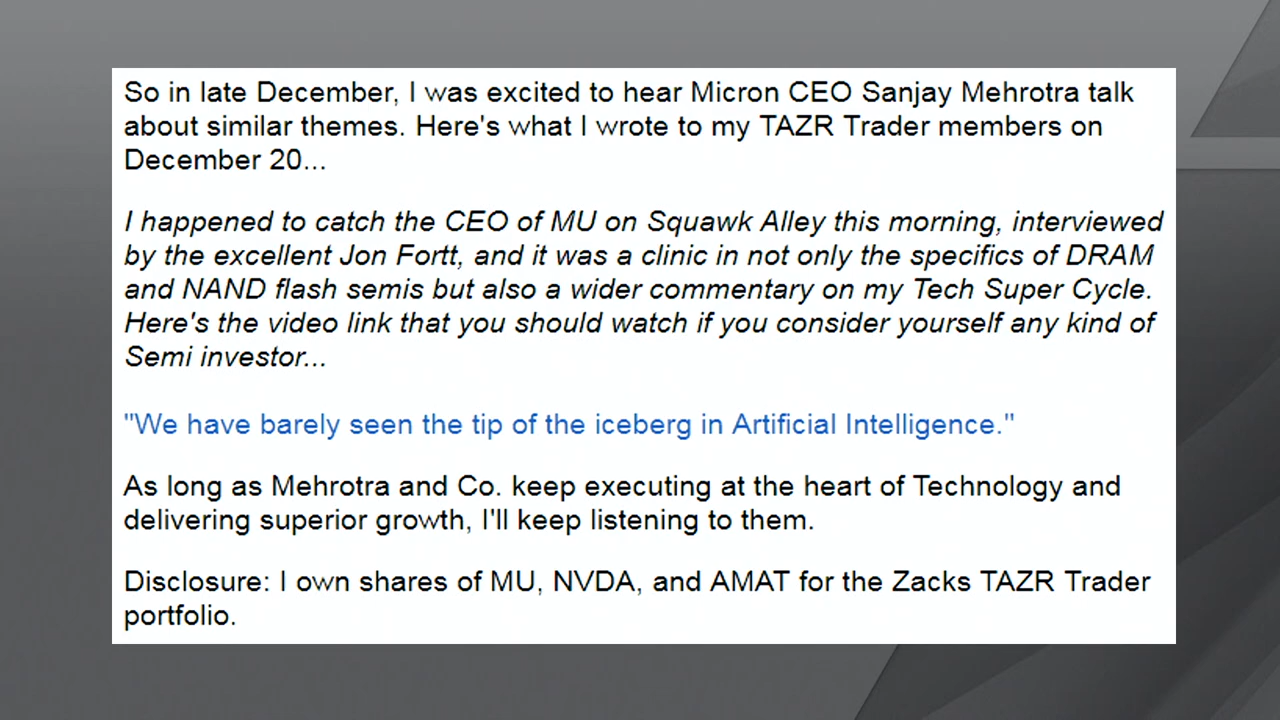 So in late December, I was excited to hear Micron CEO Sanjay Mehrotra talk
about similar themes. Here's what I wrote to my TAZR Trader members on
December 20...
I happened to catch the CEO of MU on Squawk Alley this morning, interviewed
by the excellent Jon Fortt, and it was a clinic in not only the specifics of DRAM
and NAND flash semis but also a wider commentary on my Tech Super Cycle.
Here's the video link that you should watch if you consider yourself any kind of
Semi investor...
"We have barely seen the tip of the iceberg in Artificial Intelligence."
As long as Mehrotra and Co. keep executing at the heart of Technology and
delivering superior growth, I'll keep listening to them.
Disclosure: I own shares of MU, NVDA, and AMAT for the Zacks TAZR Trader
portfolio.